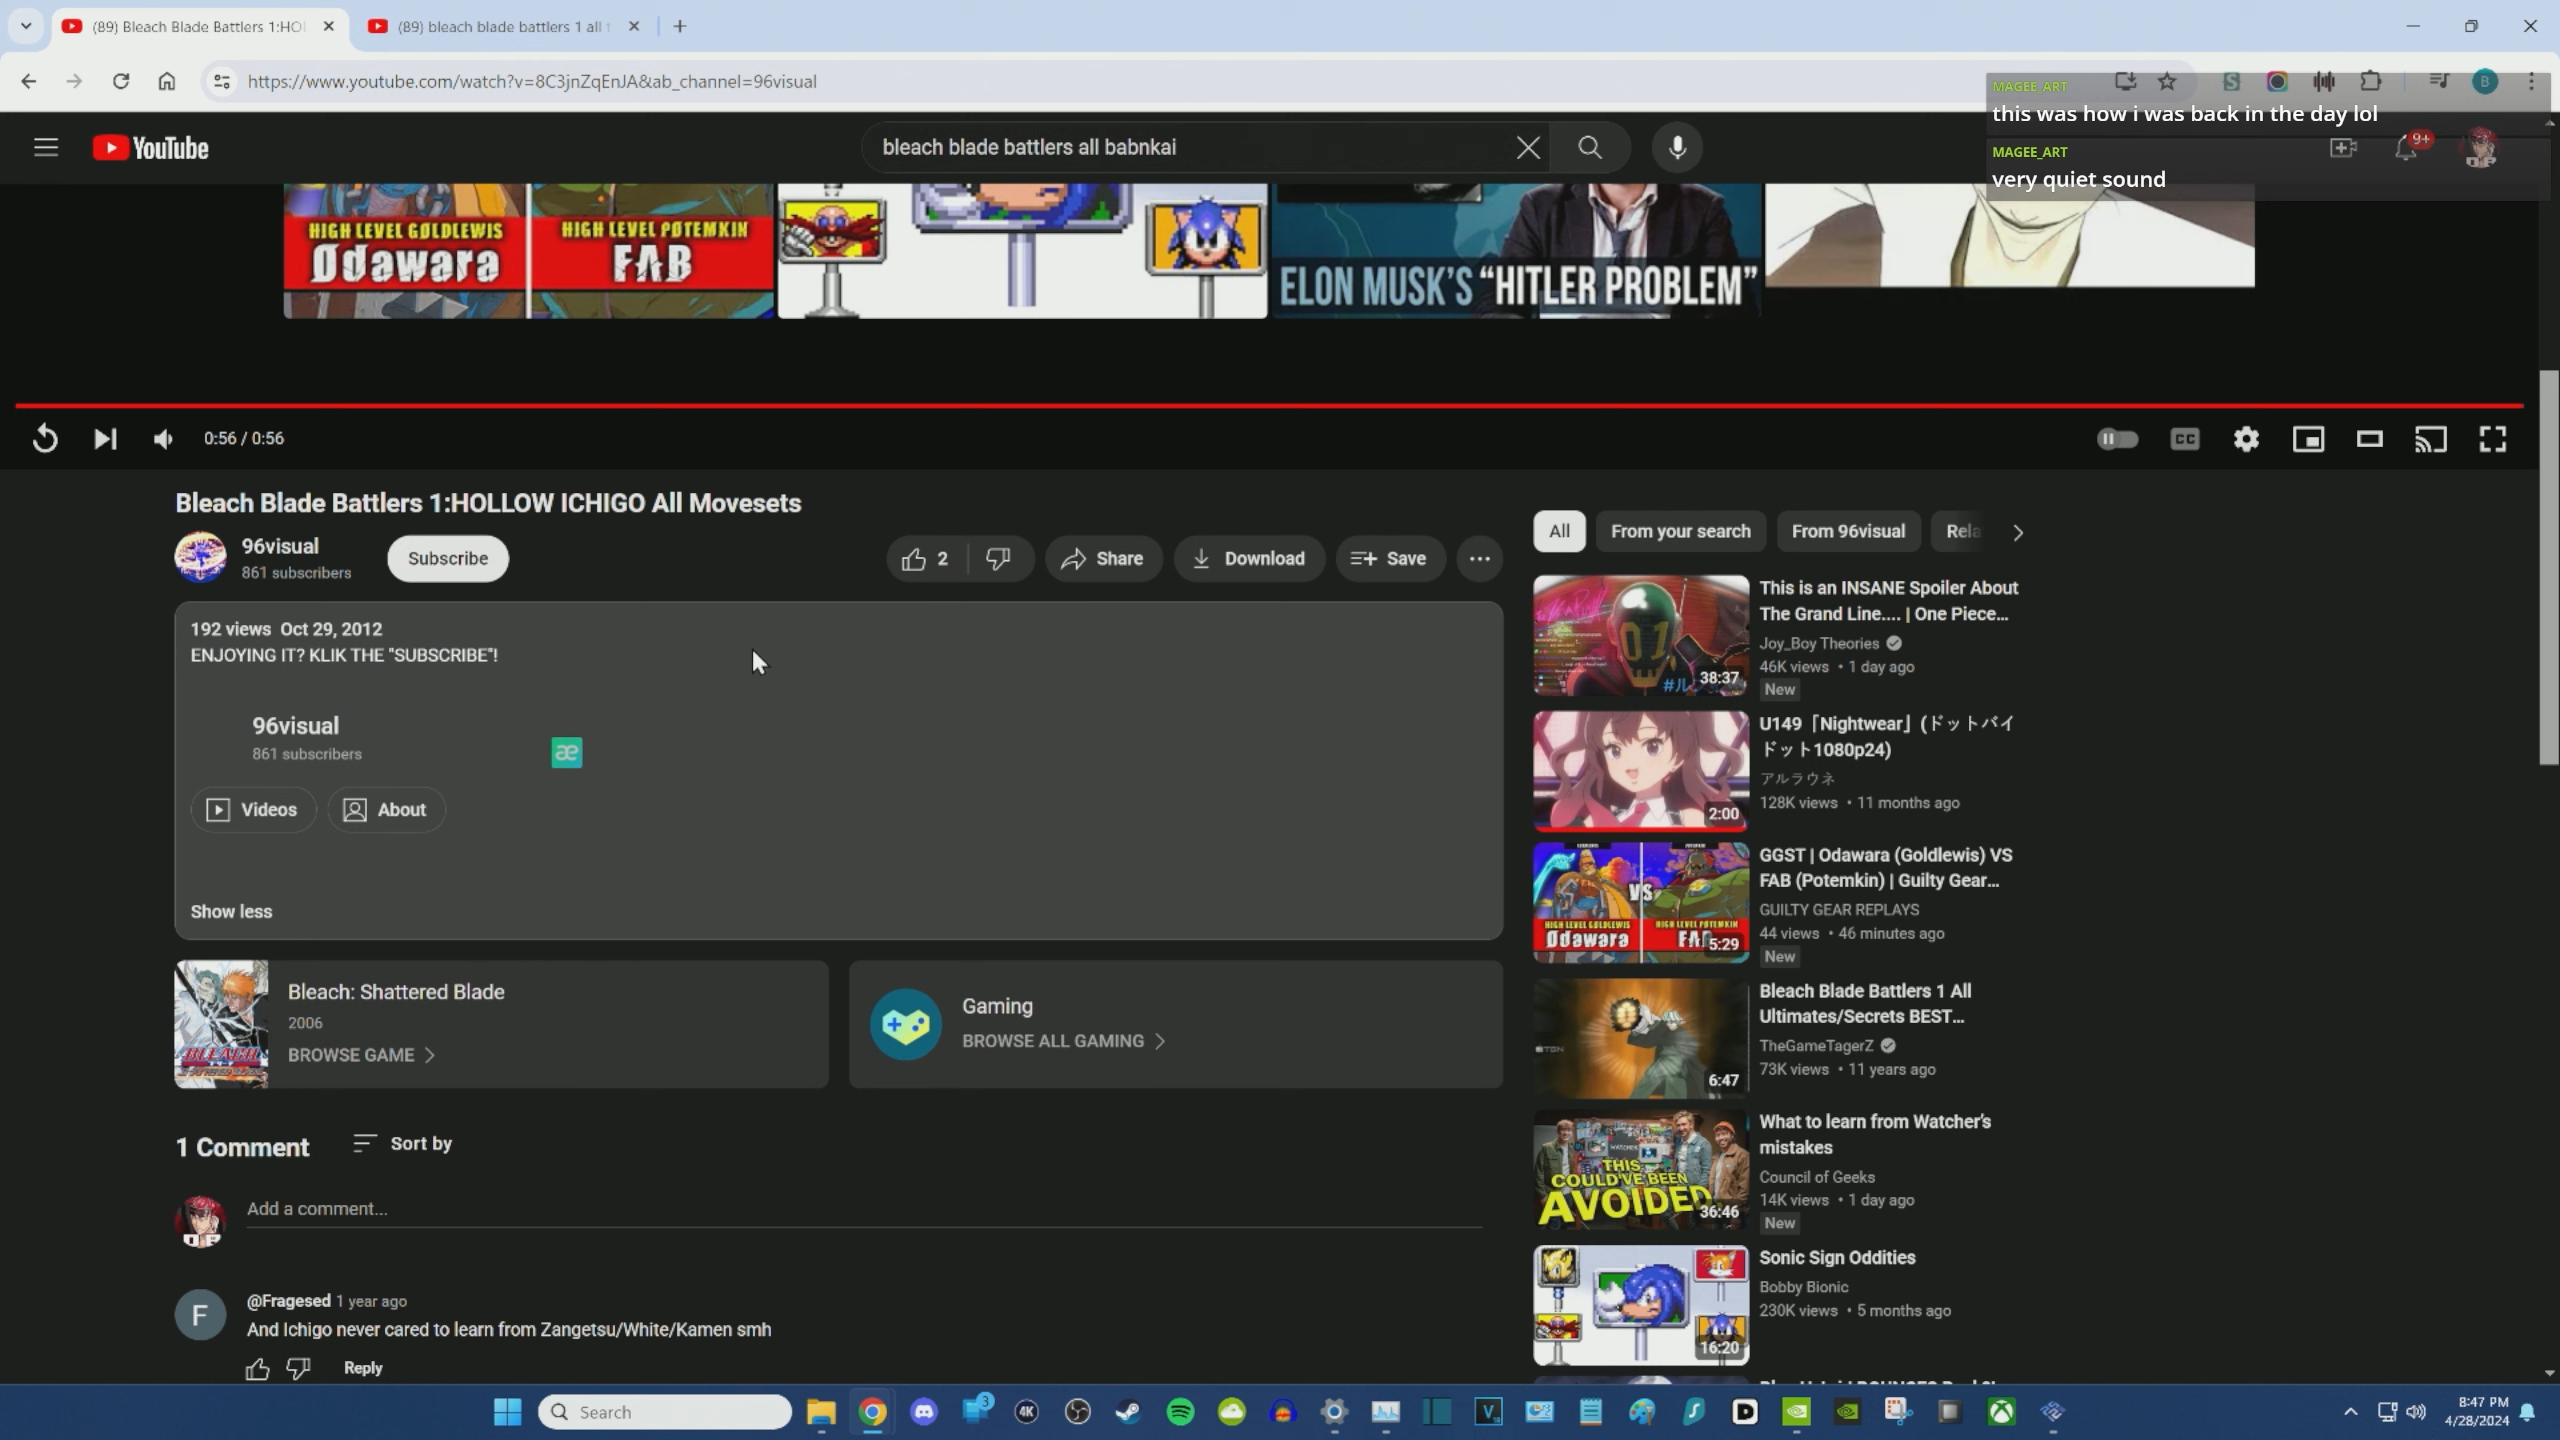 (89) Bleach Blade Battlers 1:HO
(89) bleach blade battlers 1 all
https://www.youtube.com/watch?v=8C3jnZqEnJA&ab_channel=96visual
B
MAGEE_ART
this was how i was back in the day lol
MAGEE_ART
very quiet sound
YouTube
bleach blade battlers all babnkai
9+
HIGH LEVEL GOLDLEWIS
Odawara
HIGH LEVEL POTEMKIN
FAB
ELON MUSK'S "HITLER PROBLEM"
0:56 / 0:56
CC
Bleach Blade Battlers 1:HOLLOW ICHIGO All Movesets
96visual
861 subscribers
Subscribe
2
Share
Download
Save
192 views Oct 29, 2012
ENJOYING IT? KLIK THE "SUBSCRIBE"!
96visual
861 subscribers
æ
Videos
About
Show less
Bleach: Shattered Blade
2006
BROWSE GAME
Gaming
BROWSE ALL GAMING
1 Comment
Sort by
Add a comment...
F
@Fragesed 1 year ago
And Ichigo never cared to learn from Zangetsu/White/Kamen smh
Reply
All
From your search
From 96visual
Rela
38:37
This is an INSANE Spoiler About
The Grand Line.... | One Piece...
Joy_Boy Theories
46K views • 1 day ago
New
2:00
U149「Nightwear」(ドットバイ
ドット1080p24)
アルラウネ
128K views • 11 months ago
VS
HIGH LEVEL GOLDLEWIS
Odawara
HIGH LEVEL POTEMKIN
5:29
GGST | Odawara (Goldlewis) VS
FAB (Potemkin) | Guilty Gear...
GUILTY GEAR REPLAYS
44 views • 46 minutes ago
New
6:47
Bleach Blade Battlers 1 All
Ultimates/Secrets BEST...
TheGameTagerZ
73K views • 11 years ago
THIS
COULD'VE BEEN
AVOIDED
36:46
What to learn from Watcher's
mistakes
Council of Geeks
14K views • 1 day ago
New
16:20
Sonic Sign Oddities
Bobby Bionic
230K views • 5 months ago
Search
3
4K
8:47 PM
4/28/2024